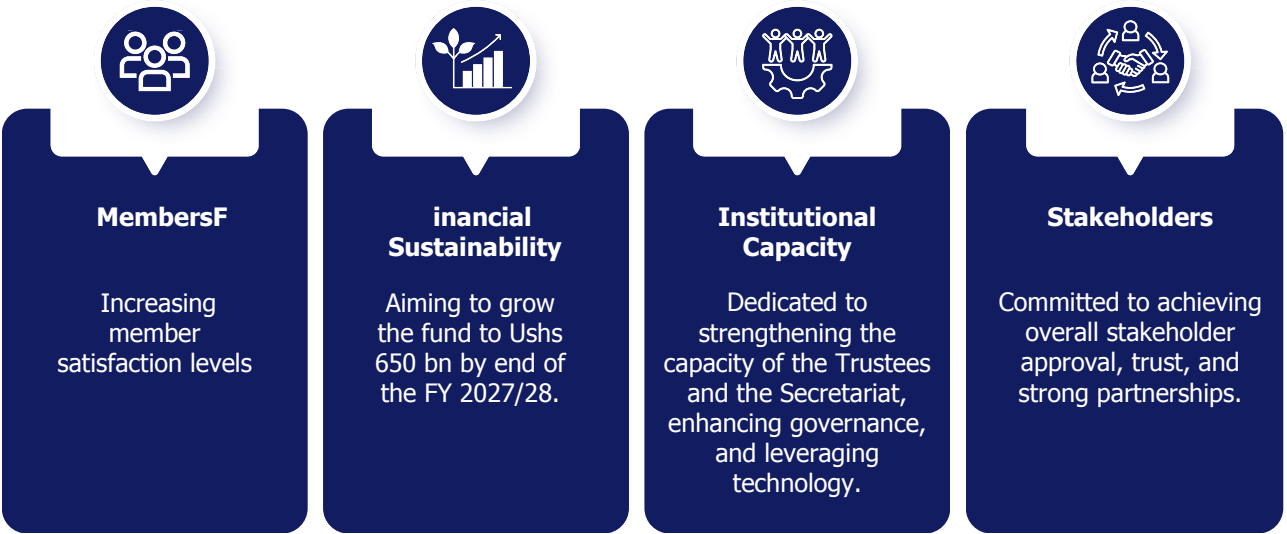 MembersF
Increasing
member
satisfaction levels
inancial
Sustainability
Aiming to grow
the fund to Ushs
650 bn by end of
the FY 2027/28.
Institutional
Capacity
Dedicated to
strengthening the
capacity of the Trustees
and the Secretariat,
enhancing governance,
and leveraging
technology.
Stakeholders
Committed to achieving
overall stakeholder
approval, trust, and
strong partnerships.